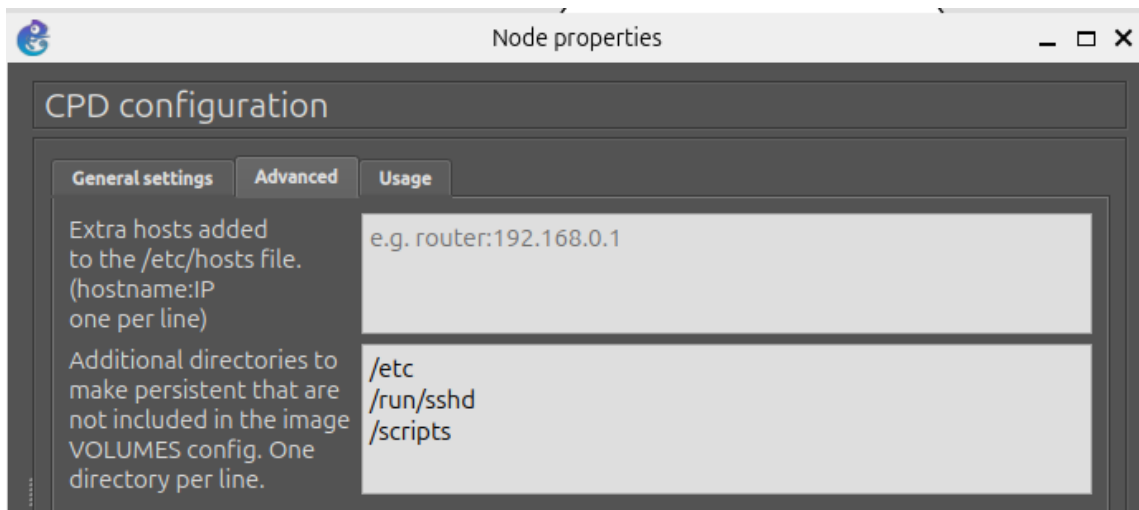 Node properties
CPD configuration
General settings
Advanced
Usage
Extra hosts added
to the /etc/hosts file.
(hostname:IP
one per line)
e.g. router:192.168.0.1
Additional directories to
make persistent that are
not included in the image
VOLUMES config. One
directory per line.
/etc
/run/sshd
/scripts